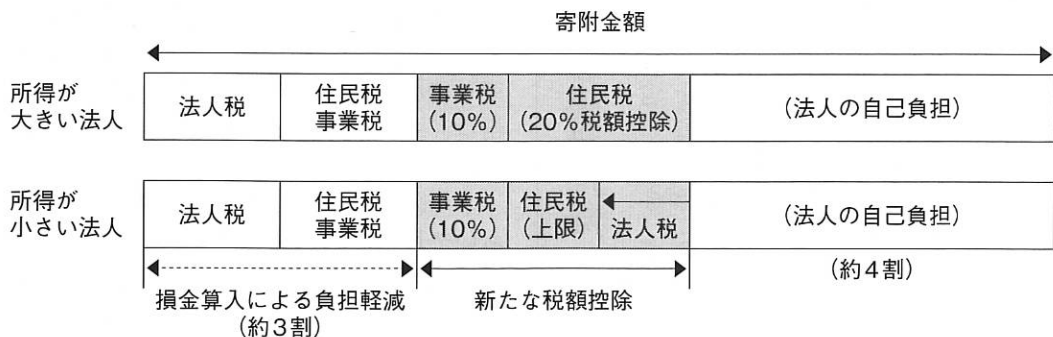 寄附金額
所得が
大きい法人
法人税
住民税
事業税
事業税
(10%)
住民税
(20%税額控除)
(法人の自己負担)
所得が
小さい法人
法人税
住民税
事業税
事業税
(10%)
住民税
(上限)
法人税
(法人の自己負担)
損金算入による負担軽減
(約3割)
新たな税額控除
(約4割)